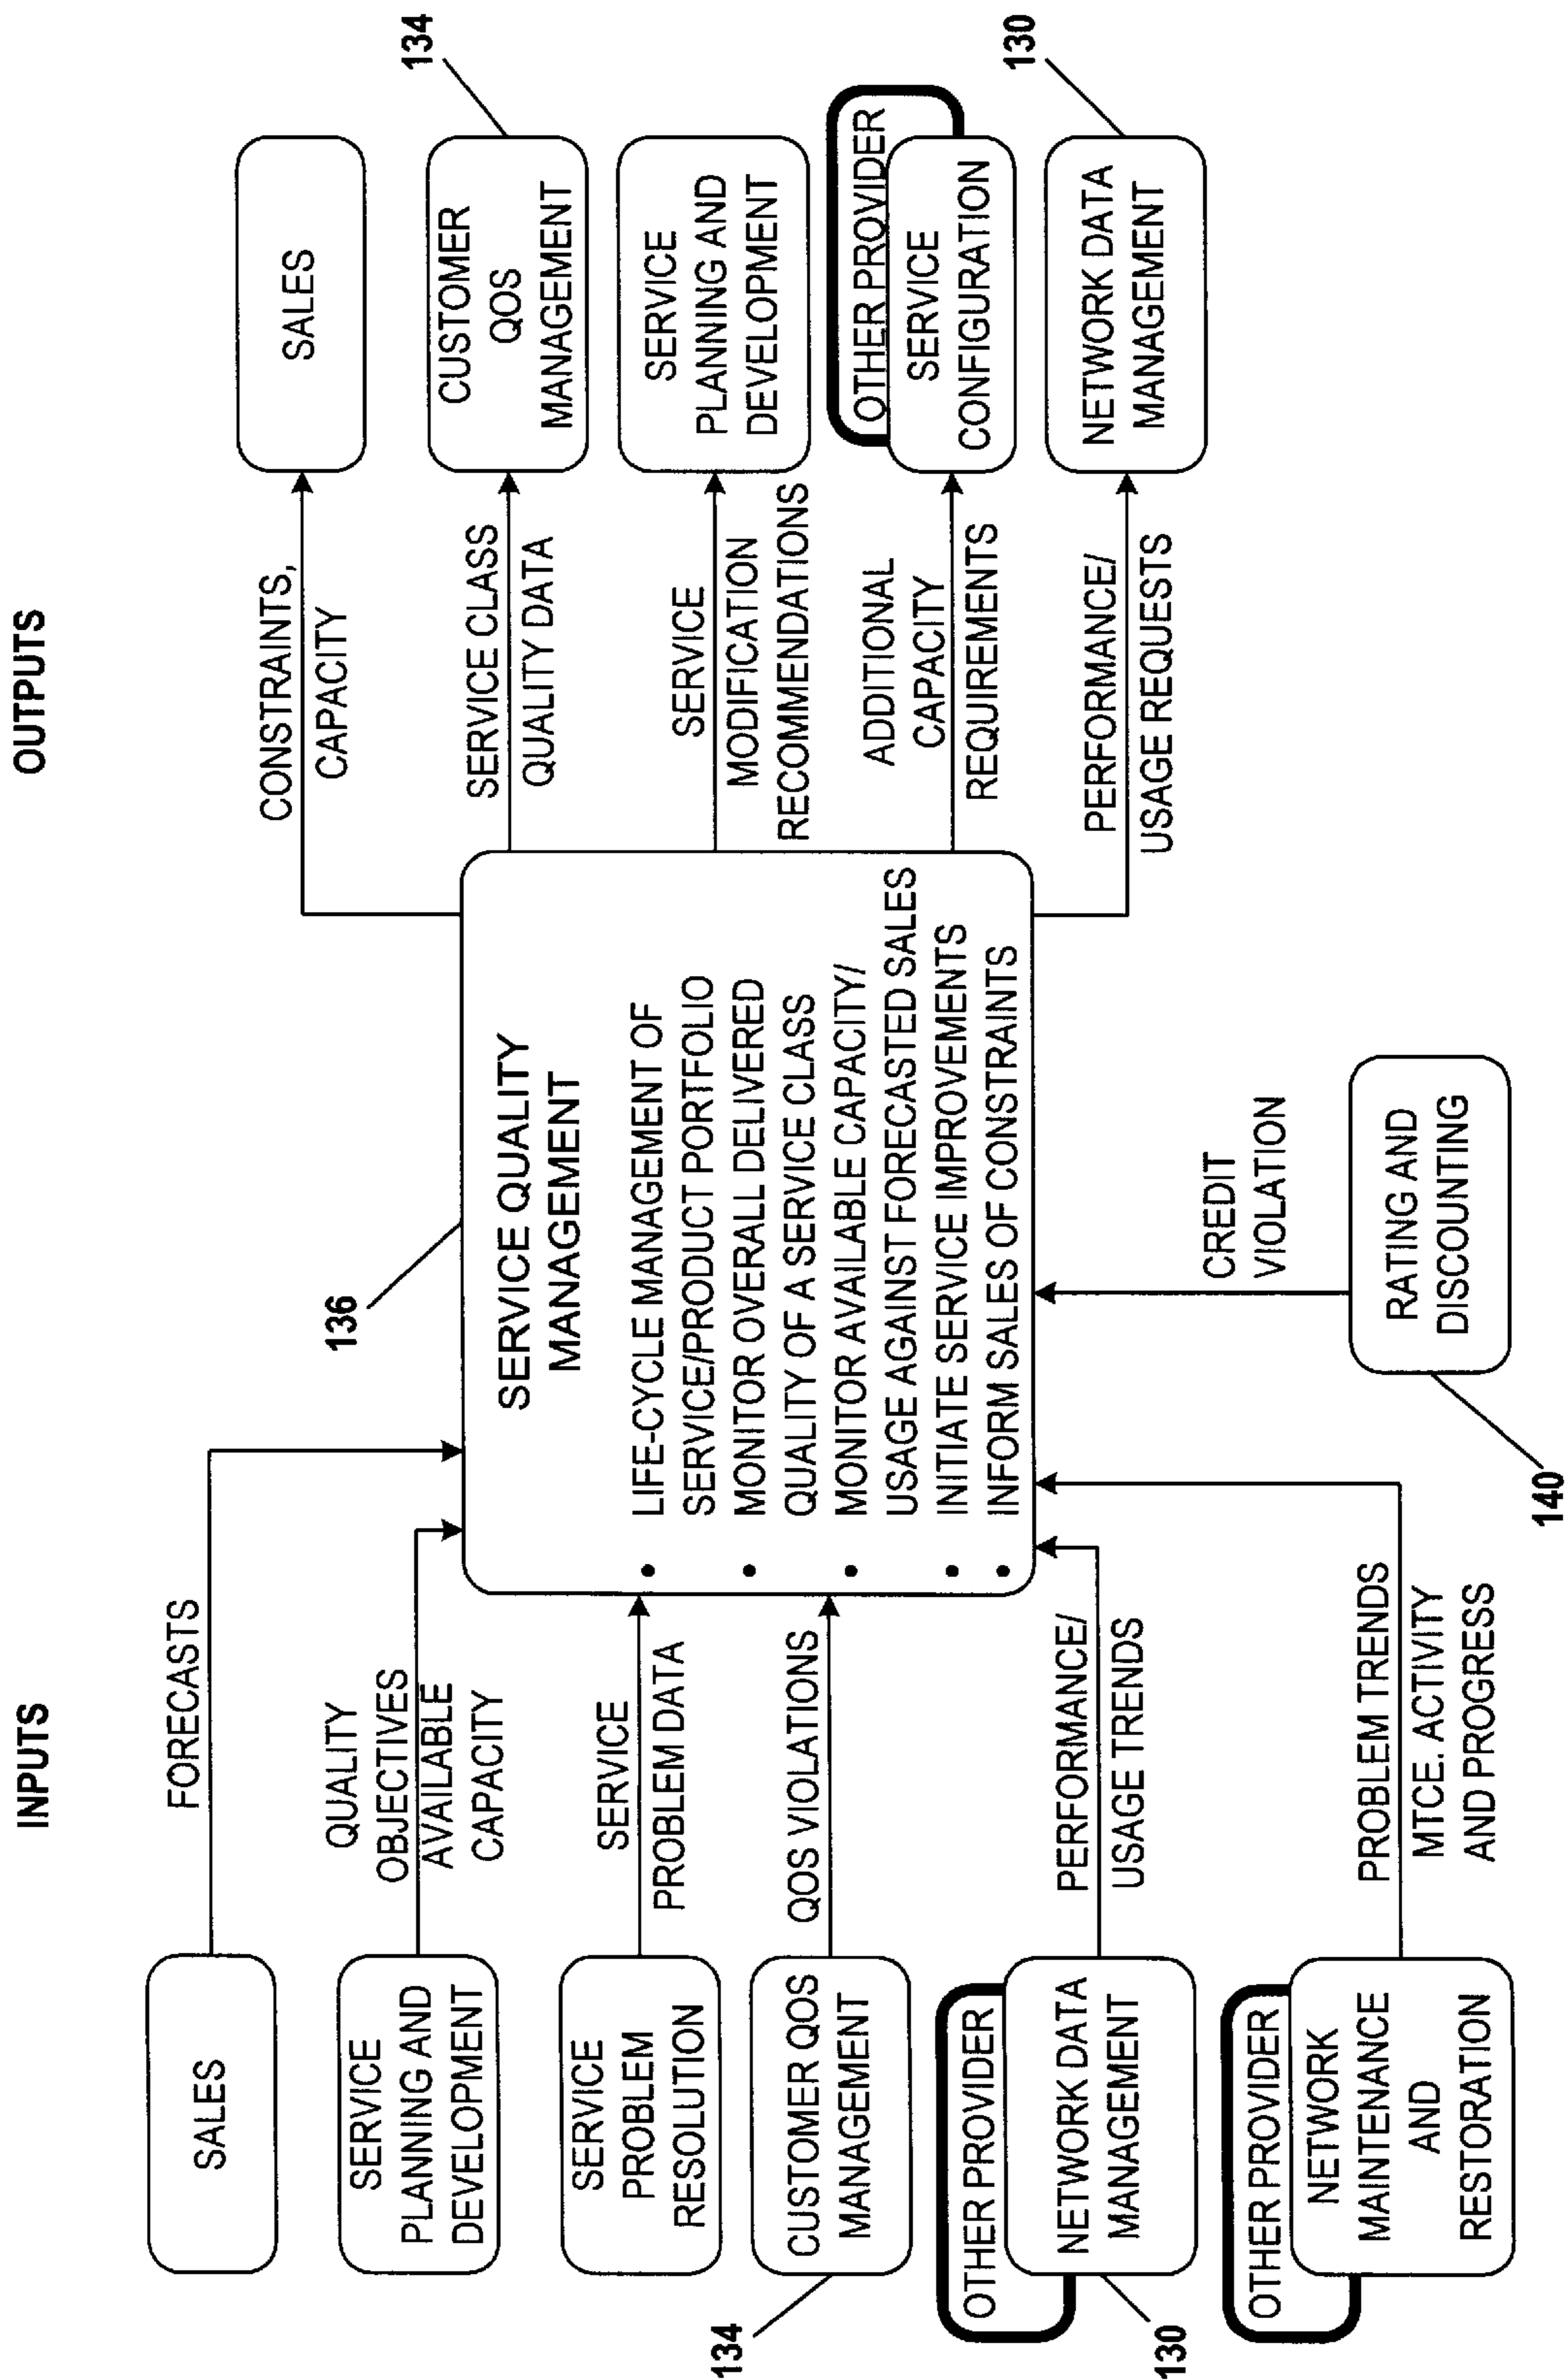 INPUTS
OUTPUTS
SALES
FORECASTS
SERVICE
PLANNING AND
DEVELOPMENT
QUALITY
OBJECTIVES
AVAILABLE
CAPACITY
SERVICE
PROBLEM
RESOLUTION
SERVICE
PROBLEM DATA
CUSTOMER QOS
MANAGEMENT
134
QOS VIOLATIONS
OTHER PROVIDER
NETWORK DATA
MANAGEMENT
130
PERFORMANCE/
USAGE TRENDS
OTHER PROVIDER
NETWORK
MAINTENANCE
AND
RESTORATION
PROBLEM TRENDS
MTCE. ACTIVITY
AND PROGRESS
136
SERVICE QUALITY
MANAGEMENT
• LIFE-CYCLE MANAGEMENT OF
SERVICE/PRODUCT PORTFOLIO
• MONITOR OVERALL DELIVERED
QUALITY OF A SERVICE CLASS
• MONITOR AVAILABLE CAPACITY/
USAGE AGAINST FORECASTED SALES
• INITIATE SERVICE IMPROVEMENTS
• INFORM SALES OF CONSTRAINTS
CREDIT
VIOLATION
RATING AND
DISCOUNTING
140
CONSTRAINTS,
CAPACITY
SALES
SERVICE CLASS
QUALITY DATA
CUSTOMER
QOS
MANAGEMENT
134
SERVICE
MODIFICATION
RECOMMENDATIONS
SERVICE
PLANNING AND
DEVELOPMENT
ADDITIONAL
CAPACITY
REQUIREMENTS
OTHER PROVIDER
SERVICE
CONFIGURATION
PERFORMANCE/
USAGE REQUESTS
NETWORK DATA
MANAGEMENT
130